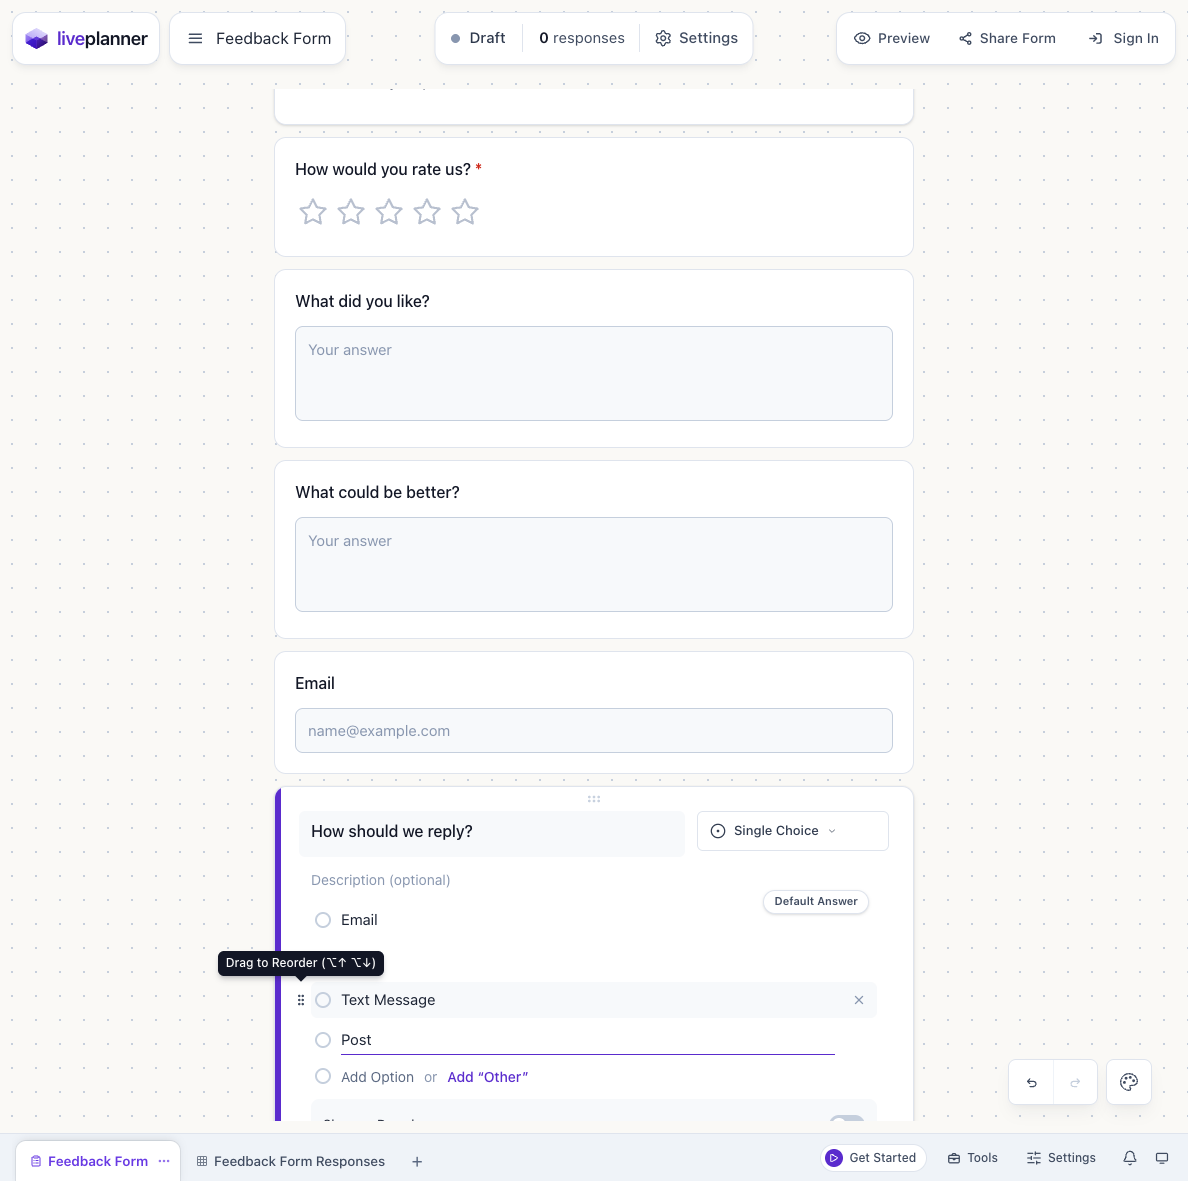 liveplanner
Feedback Form
Draft
0 responses
Settings
Preview
Share Form
Sign In
How would you rate us? *
What did you like?
Your answer
What could be better?
Your answer
Email
name@example.com
How should we reply?
Single Choice
Description (optional)
Default Answer
Email
Drag to Reorder (⌥↑ ⌥↓)
Text Message
Post
Add Option or Add “Other”
Feedback Form
Feedback Form Responses
Get Started
Tools
Settings